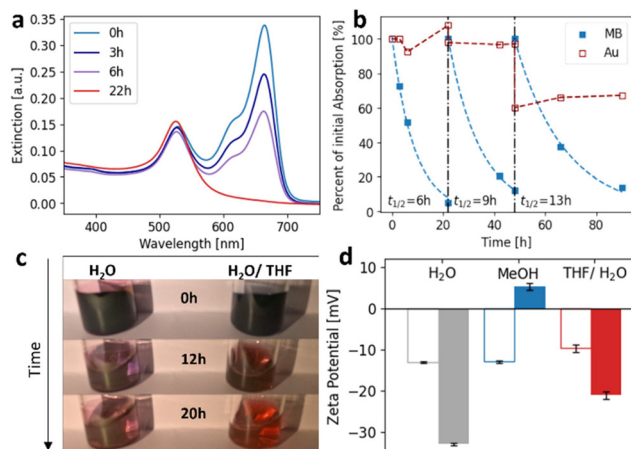 a
0.35
0.30
0.25
0.20
0.15
0.10
0.05
0.00
Extinction [a.u.]
0h
3h
6h
22h
400
500
600
700
Wavelength [nm]
b
100
80
60
40
20
0
Percent of initial Absorption [%]
MB
Au
t1/2=6h
t1/2=9h
t1/2=13h
0
20
40
60
80
Time [h]
c
H2O
H2O/ THF
0h
12h
20h
Time
d
H2O
MeOH
THF/ H2O
10
0
−10
−20
−30
Zeta Potential [mV]